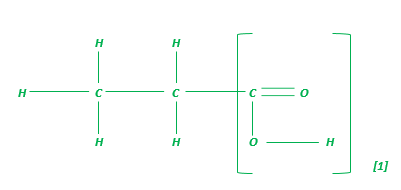 H H
H C C C O
H H O H
[1]